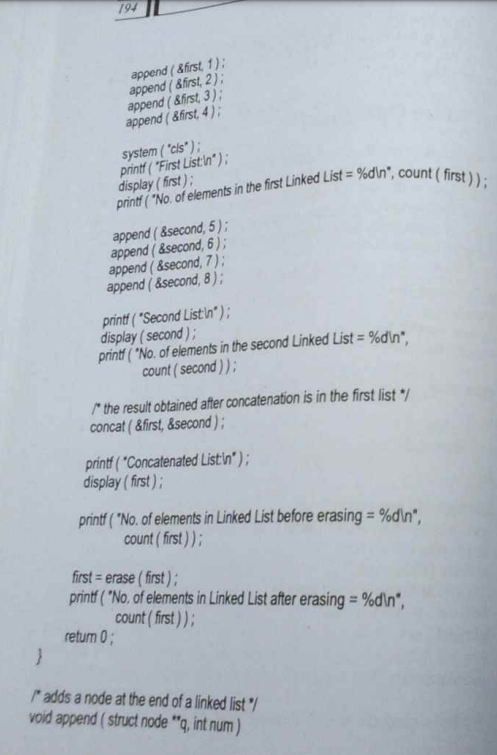 194
append ( &first, 1 ) ;
append ( &first, 2 ) ;
append ( &first, 3 ) ;
append ( &first, 4 ) ;
system ( "cls" ) ;
printf ( "First List:\n" ) ;
display ( first ) ;
printf ( "No. of elements in the first Linked List = %d\n", count ( first ) ) ;
append ( &second, 5 ) ;
append ( &second, 6 ) ;
append ( &second, 7 ) ;
append ( &second, 8 ) ;
printf ( "Second List:\n" ) ;
display ( second ) ;
printf ( "No. of elements in the second Linked List = %d\n",
count ( second ) ) ;
/* the result obtained after concatenation is in the first list */
concat ( &first, &second ) ;
printf ( "Concatenated List:\n" ) ;
display ( first ) ;
printf ( "No. of elements in Linked List before erasing = %d\n",
count ( first ) ) ;
first = erase ( first ) ;
printf ( "No. of elements in Linked List after erasing = %d\n",
count ( first ) ) ;
return 0 ;
}
/* adds a node at the end of a linked list */
void append ( struct node **q, int num )